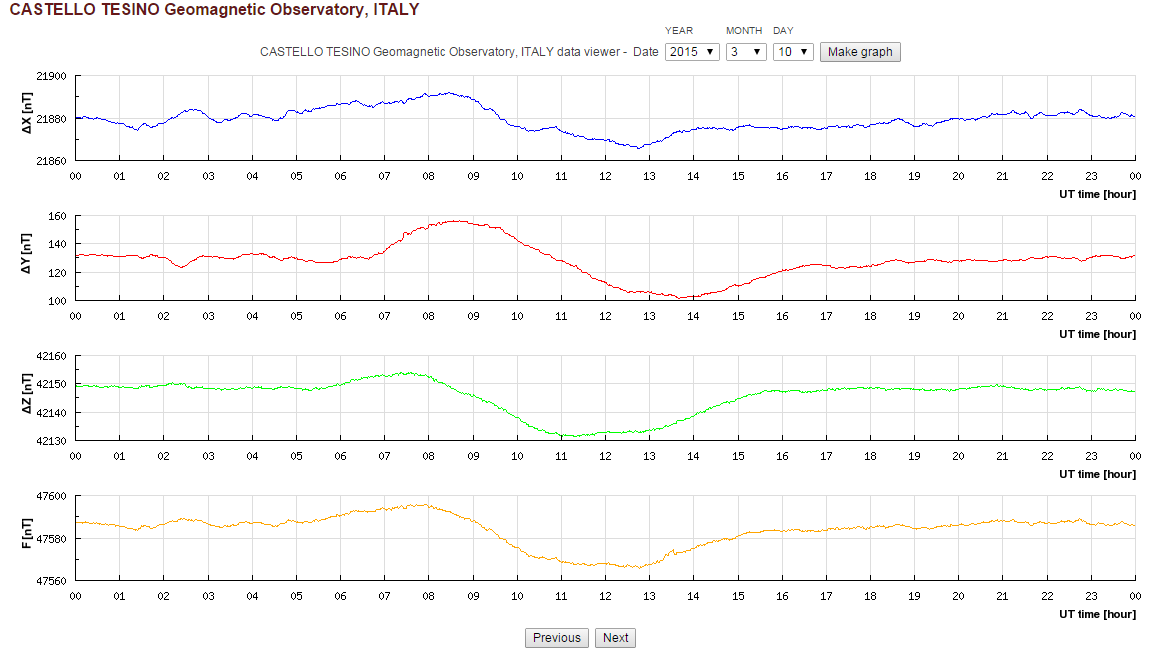 CASTELLO TESINO Geomagnetic Observatory, ITALY
YEAR MONTH DAY
CASTELLO TESINO Geomagnetic Observatory, ITALY data viewer - Date 2015 3 10 Make graph
ΔX [nT]
21900
21880
21860
00 01 02 03 04 05 06 07 08 09 10 11 12 13 14 15 16 17 18 19 20 21 22 23 00
UT time [hour]
ΔY [nT]
160
140
120
100
00 01 02 03 04 05 06 07 08 09 10 11 12 13 14 15 16 17 18 19 20 21 22 23 00
UT time [hour]
ΔZ [nT]
42160
42150
42140
42130
00 01 02 03 04 05 06 07 08 09 10 11 12 13 14 15 16 17 18 19 20 21 22 23 00
UT time [hour]
F [nT]
47600
47580
47560
00 01 02 03 04 05 06 07 08 09 10 11 12 13 14 15 16 17 18 19 20 21 22 23 00
UT time [hour]
Previous Next